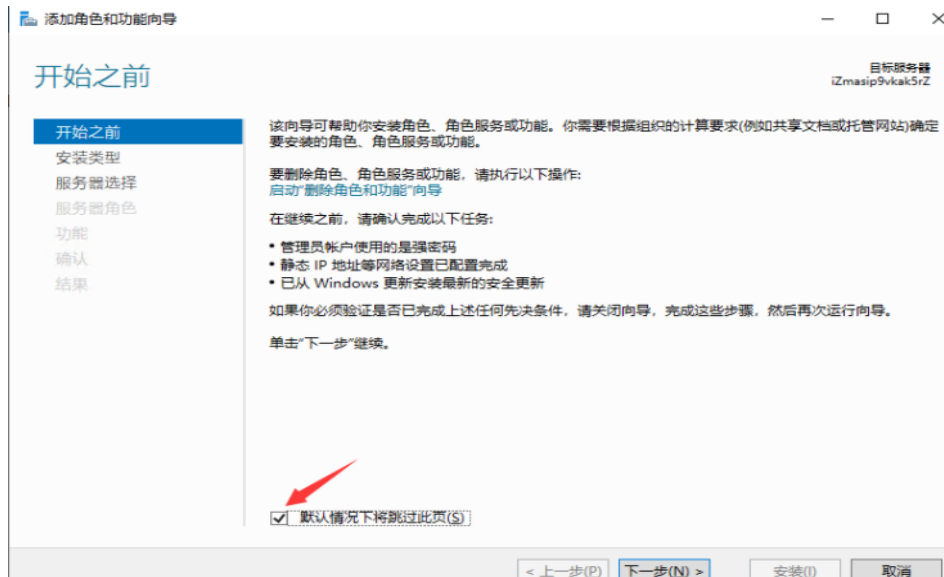 添加角色和功能向导
开始之前
目标服务器
iZmasip9vkak5rZ
开始之前
安装类型
服务器选择
服务器角色
功能
确认
结果
该向导可帮助你安装角色、角色服务或功能。你需要根据组织的计算要求(例如共享文档或托管网站)确定
要安装的角色、角色服务或功能。
要删除角色、角色服务或功能，请执行以下操作:
启动"删除角色和功能"向导
在继续之前，请确认完成以下任务:
• 管理员帐户使用的是强密码
• 静态 IP 地址等网络设置已配置完成
• 已从 Windows 更新安装最新的安全更新
如果你必须验证是否已完成上述任何先决条件，请关闭向导，完成这些步骤，然后再次运行向导。
单击"下一步"继续。
默认情况下将跳过此页(S)
< 上一步(P)
下一步(N) >
安装(I)
取消